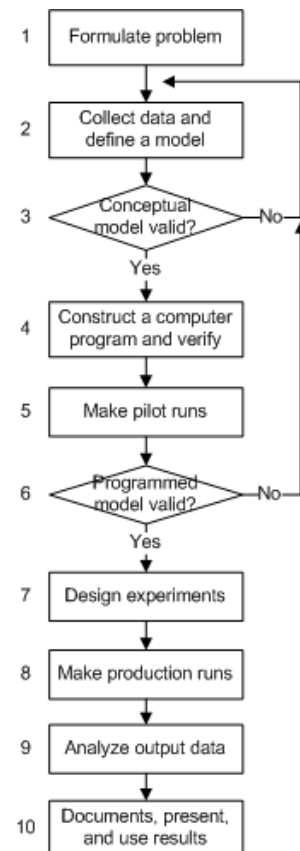 1
Formulate problem
2
Collect data and
define a model
3
Conceptual
model valid?
No
Yes
4
Construct a computer
program and verify
5
Make pilot runs
6
Programmed
model valid?
No
Yes
7
Design experiments
8
Make production runs
9
Analyze output data
10
Documents, present,
and use results